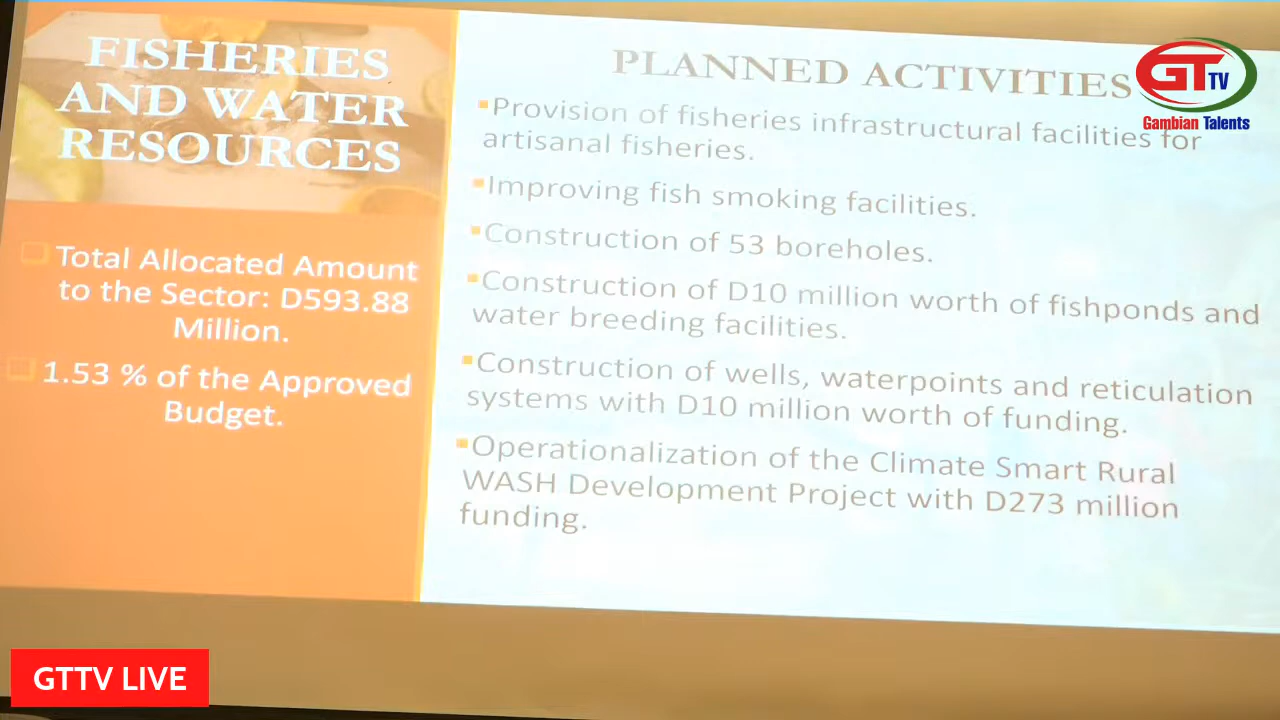 FISHERIES
AND WATER
RESOURCES
Total Allocated Amount
to the Sector: D593.88
Million.
1.53 % of the Approved
Budget.
PLANNED ACTIVITIES
Provision of fisheries infrastructural facilities for
artisanal fisheries.
Improving fish smoking facilities.
Construction of 53 boreholes.
Construction of D10 million worth of fishponds and
water breeding facilities.
Construction of wells, waterpoints and reticulation
systems with D10 million worth of funding.
Operationalization of the Climate Smart Rural
WASH Development Project with D273 million
funding.
GT TV
Gambian Talents
GTTV LIVE